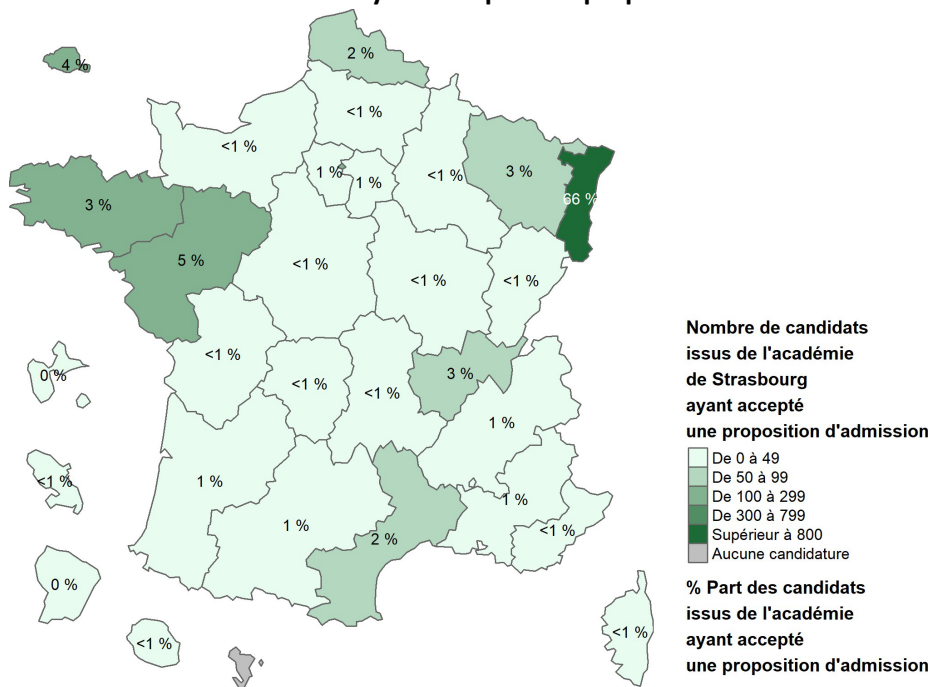 2 %
4 %
<1 %
<1 %
1 %
1 %
<1 %
3 %
66 %
3 %
5 %
<1 %
<1 %
<1 %
Nombre de candidats
issus de l'académie
de Strasbourg
ayant accepté
une proposition d'admission
De 0 à 49
De 50 à 99
De 100 à 299
De 300 à 799
Supérieur à 800
Aucune candidature
<1 %
0 %
<1 %
<1 %
3 %
1 %
<1 %
1 %
1 %
1 %
<1 %
2 %
0 %
% Part des candidats
issus de l'académie
ayant accepté
une proposition d'admission
<1 %
<1 %